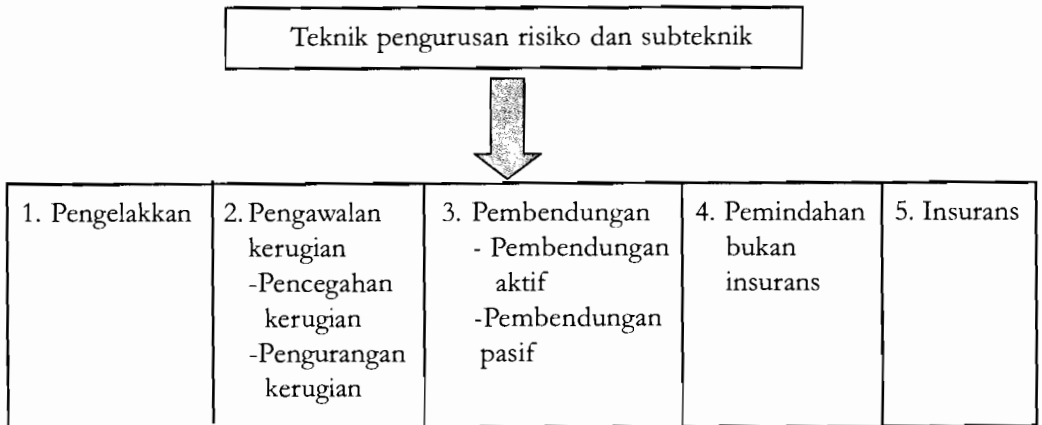 Teknik pengurusan risiko dan subteknik
1. Pengelakkan
2. Pengawalan
kerugian
-Pencegahan
kerugian
-Pengurangan
kerugian
3. Pembendungan
- Pembendungan
aktif
-Pembendungan
pasif
4. Pemindahan
bukan
insurans
5. Insurans